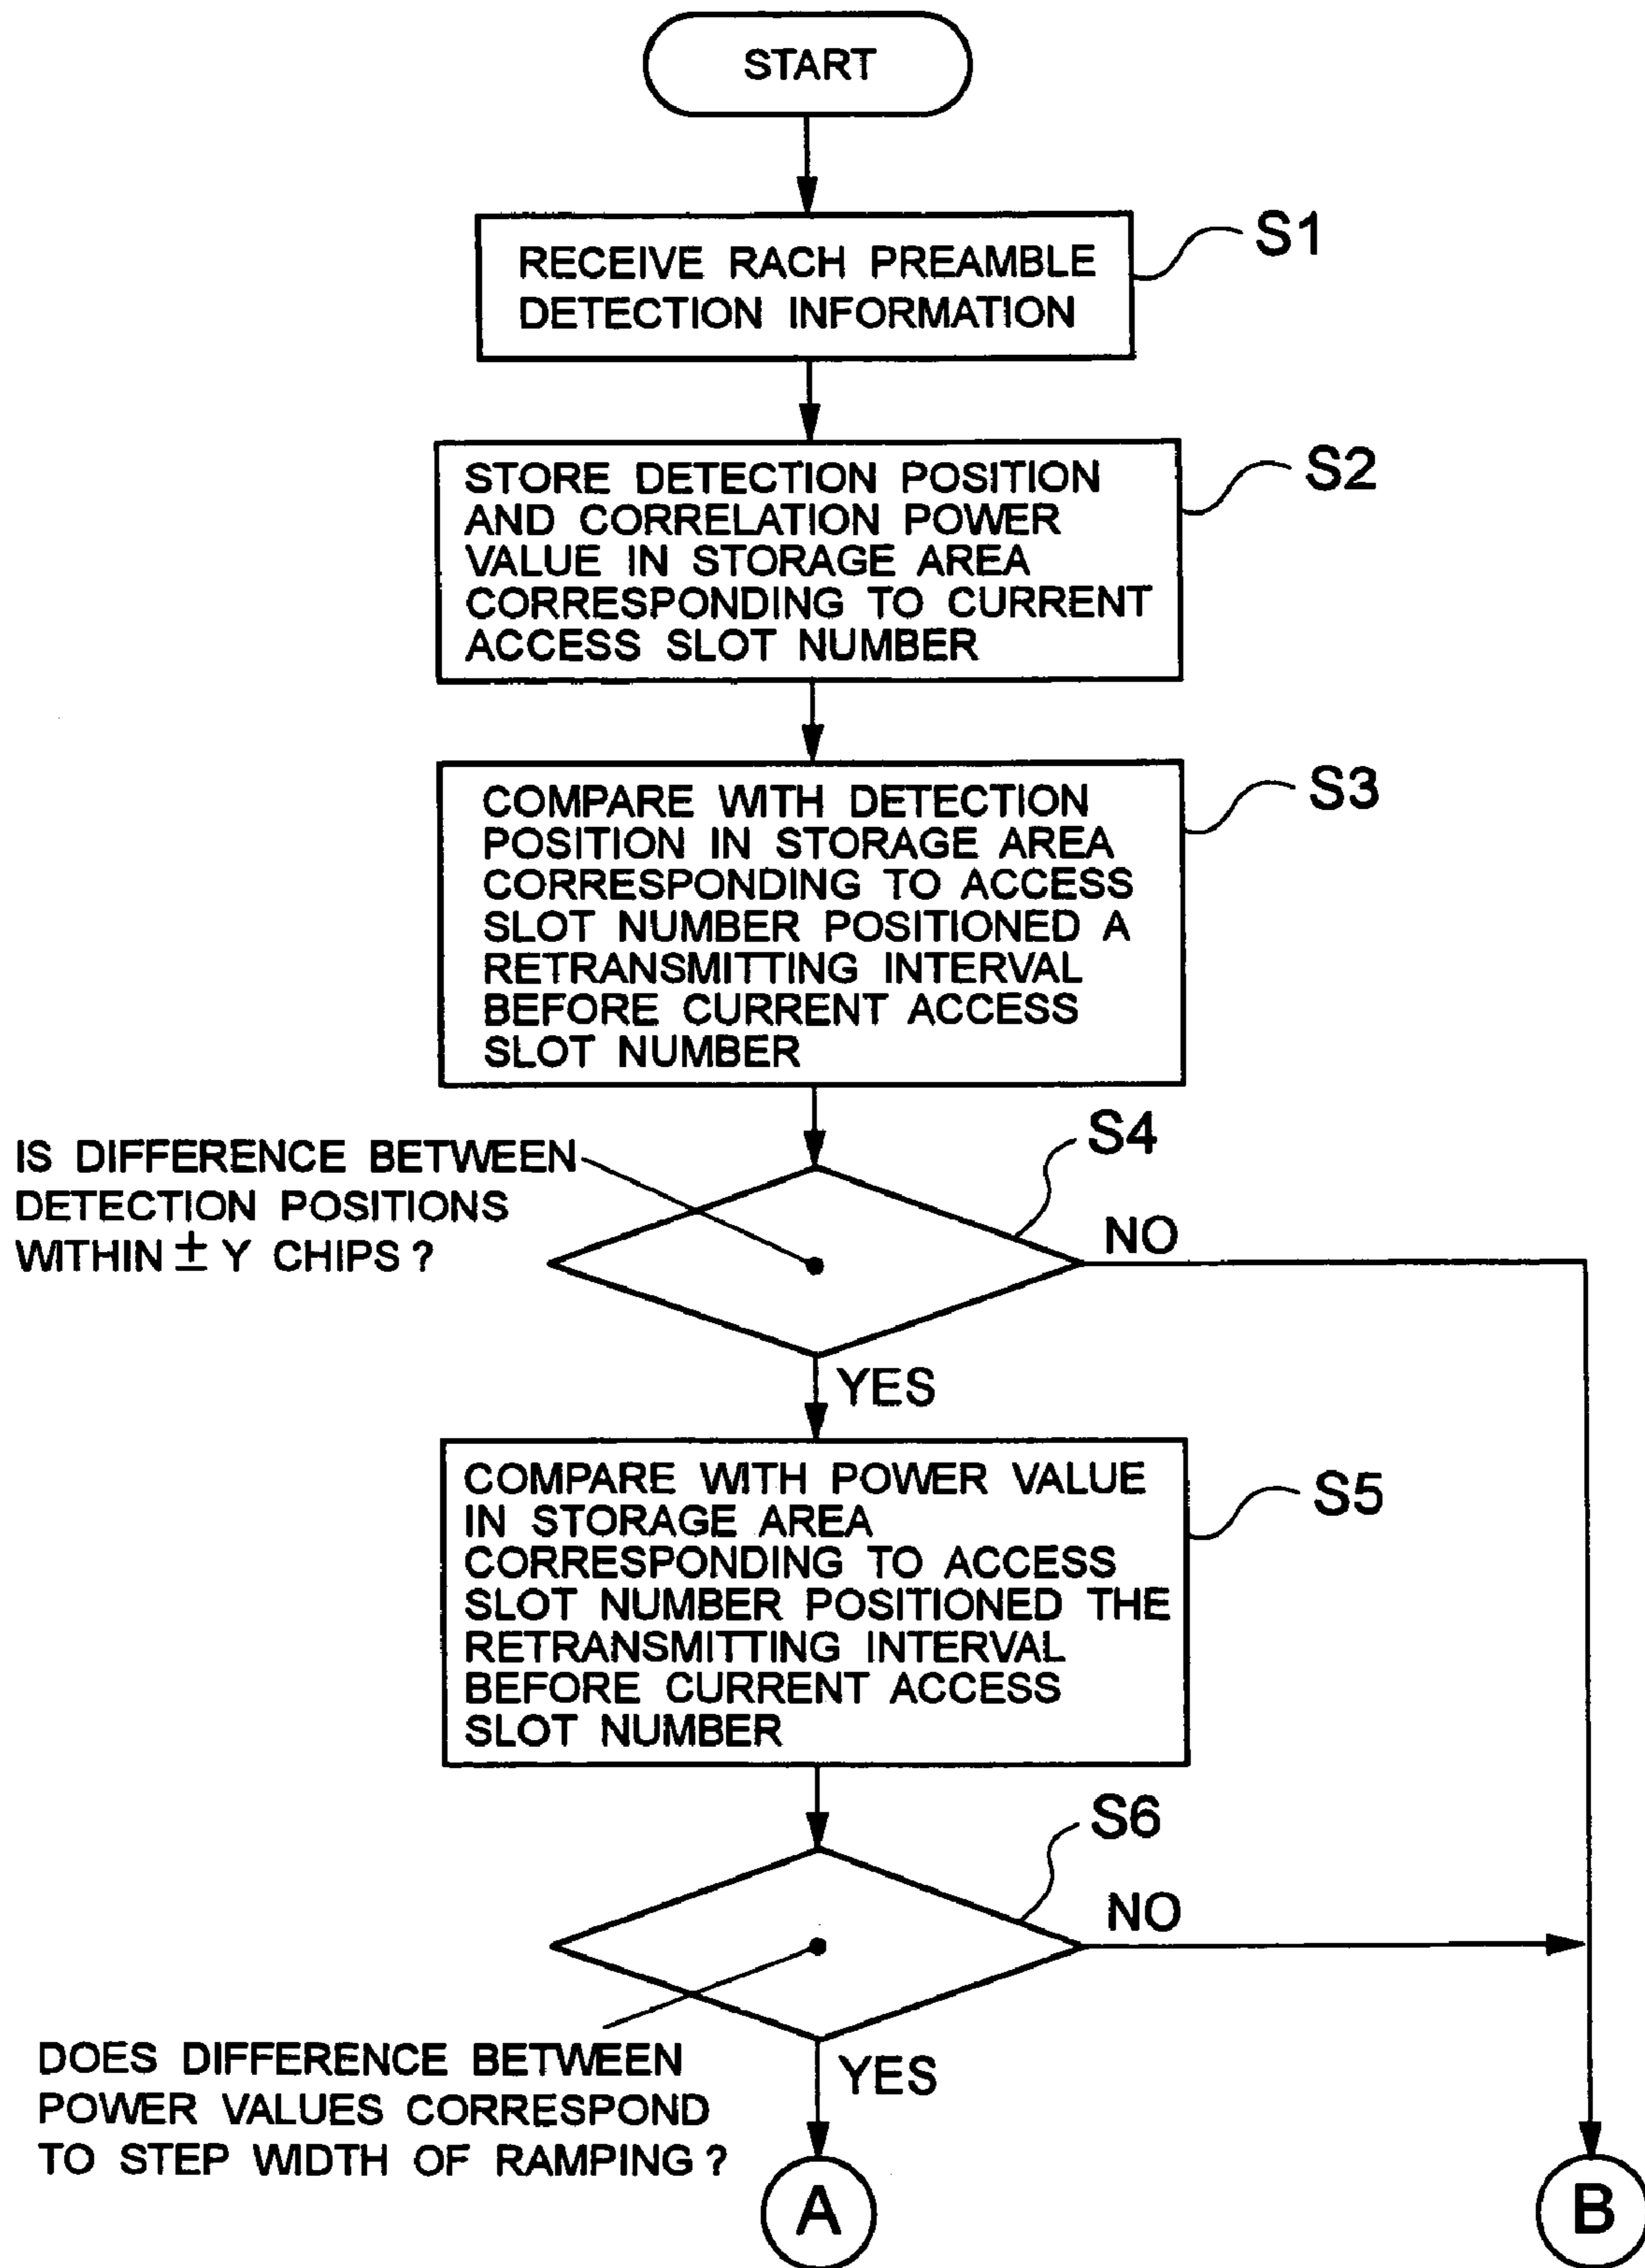 START
RECEIVE RACH PREAMBLE
DETECTION INFORMATION
S1
STORE DETECTION POSITION
AND CORRELATION POWER
VALUE IN STORAGE AREA
CORRESPONDING TO CURRENT
ACCESS SLOT NUMBER
S2
COMPARE WITH DETECTION
POSITION IN STORAGE AREA
CORRESPONDING TO ACCESS
SLOT NUMBER POSITIONED A
RETRANSMITTING INTERVAL
BEFORE CURRENT ACCESS
SLOT NUMBER
S3
IS DIFFERENCE BETWEEN
DETECTION POSITIONS
WITHIN ± Y CHIPS ?
S4
NO
YES
COMPARE WITH POWER VALUE
IN STORAGE AREA
CORRESPONDING TO ACCESS
SLOT NUMBER POSITIONED THE
RETRANSMITTING INTERVAL
BEFORE CURRENT ACCESS
SLOT NUMBER
S5
S6
NO
DOES DIFFERENCE BETWEEN
POWER VALUES CORRESPOND
TO STEP WIDTH OF RAMPING ?
YES
A
B